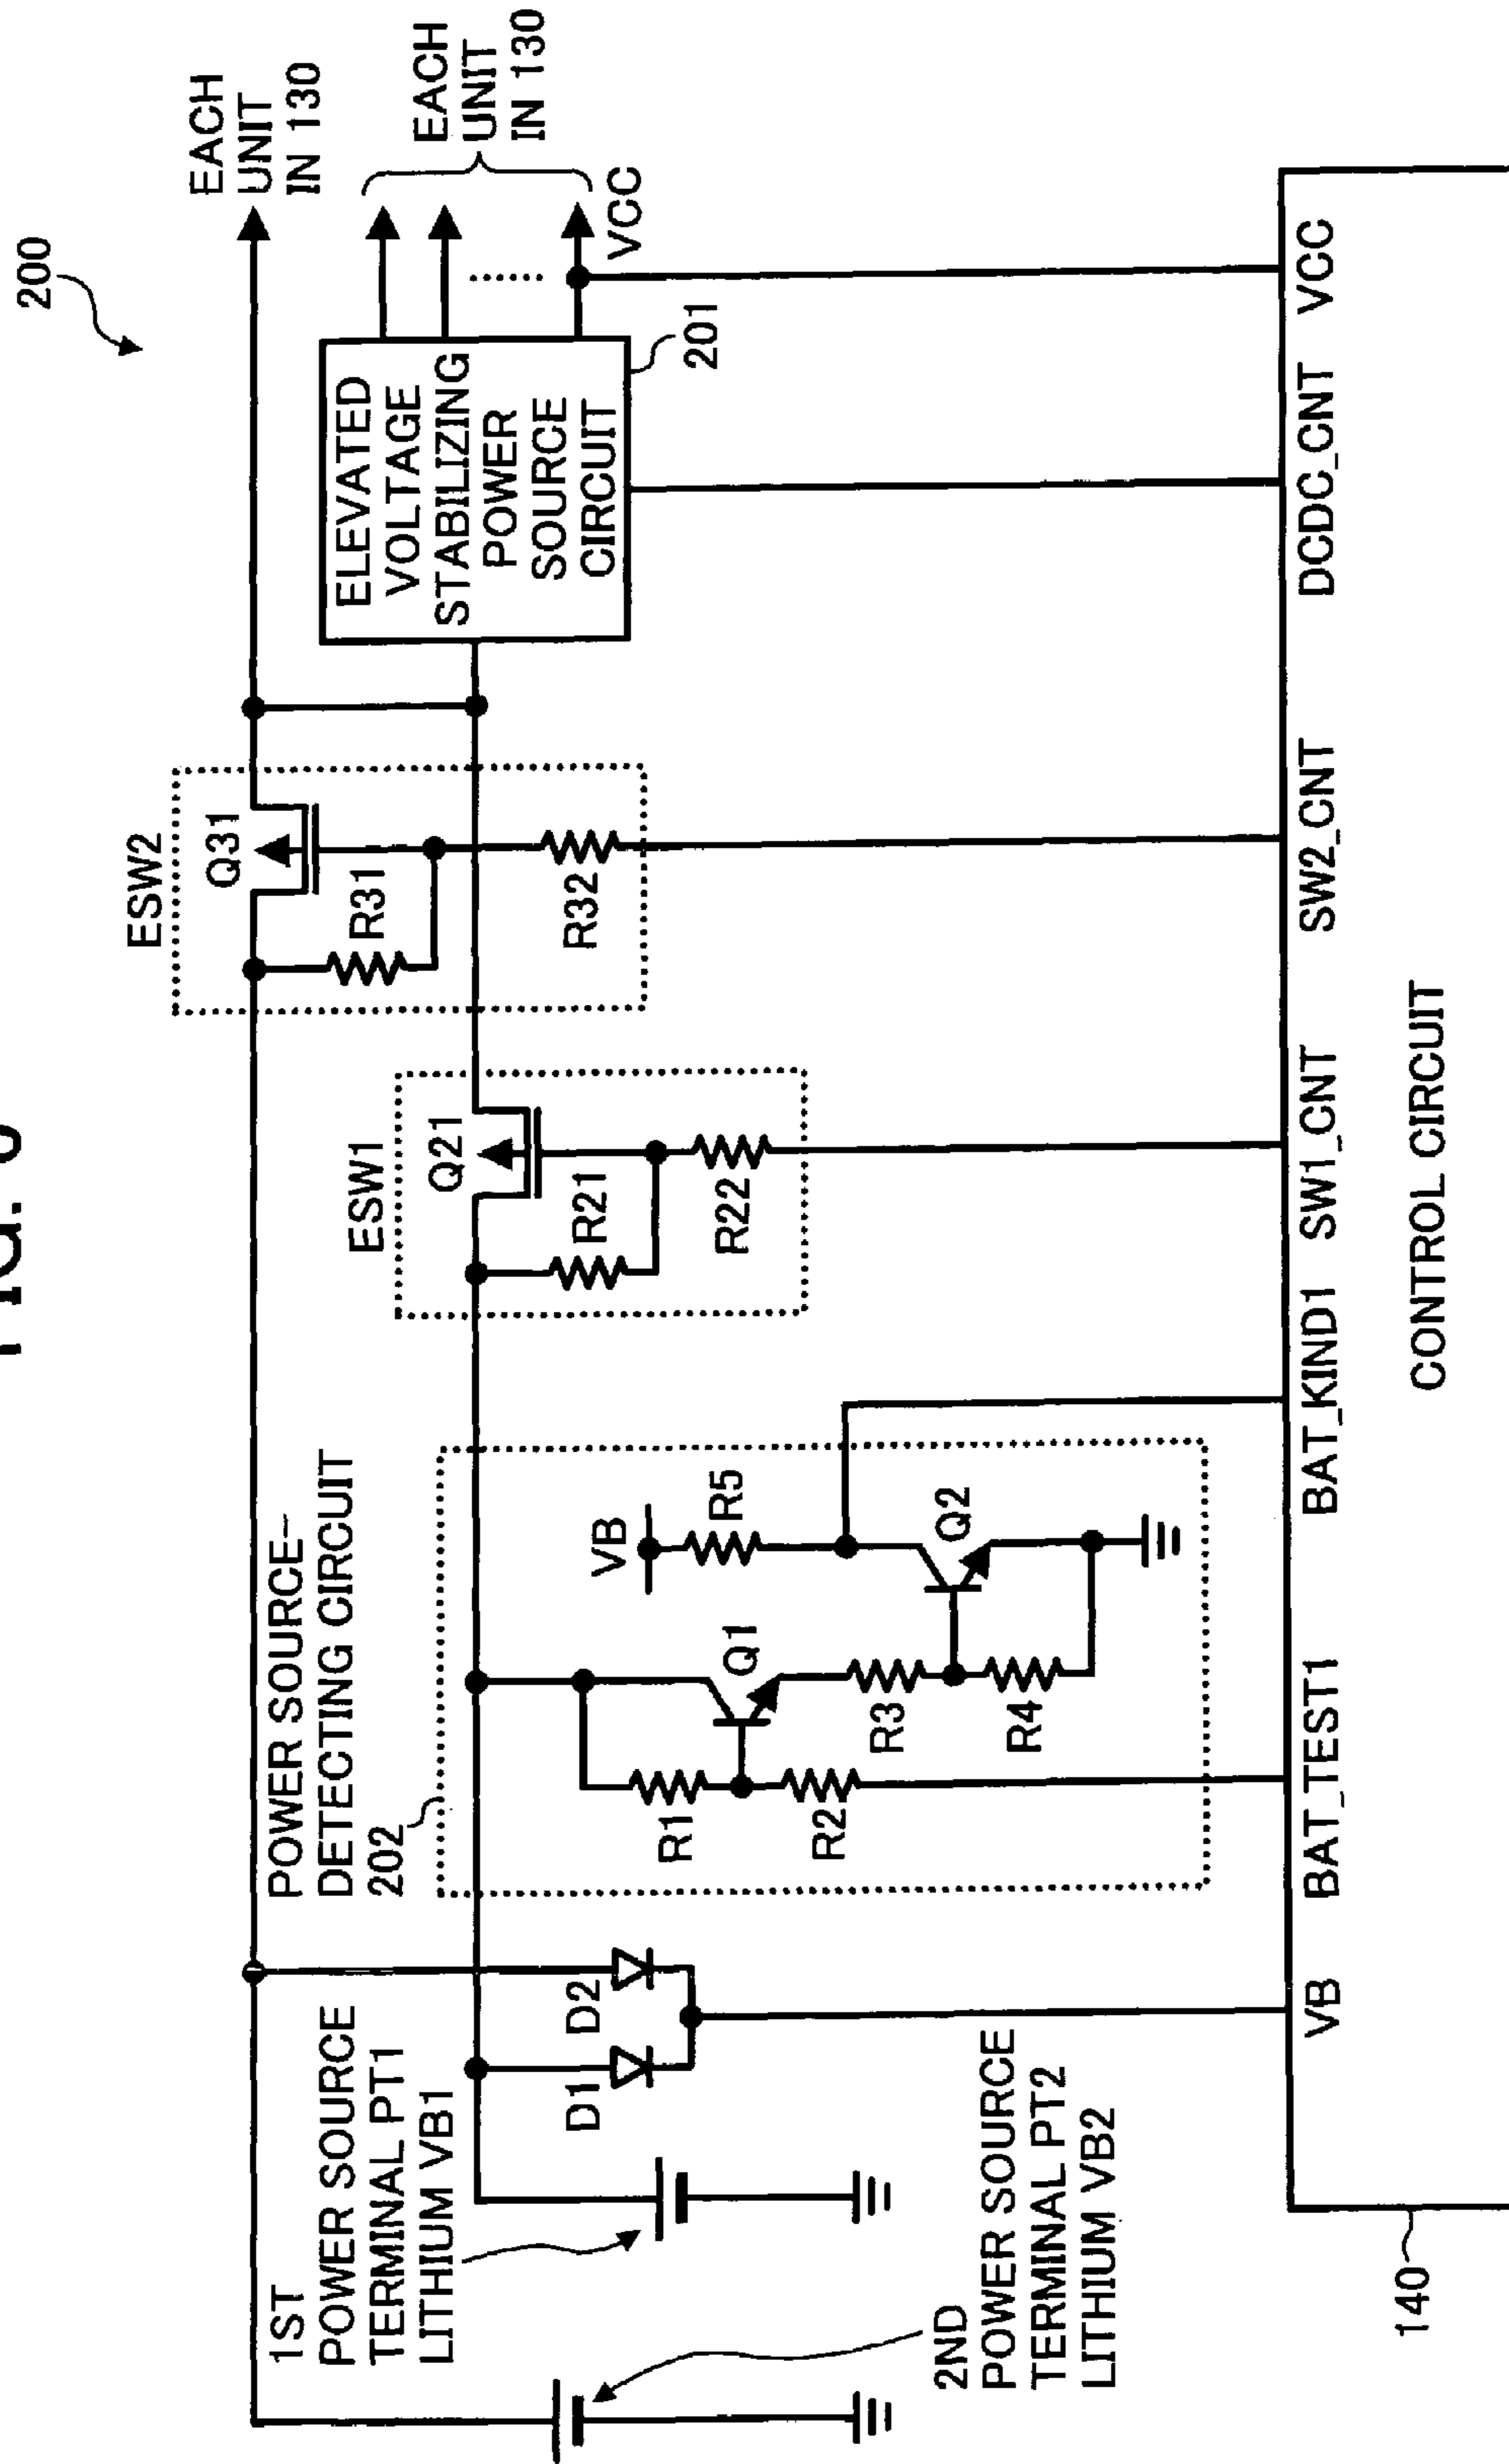 FIG.
200
EACH
UNIT
IN 130
ESW2
Q31
R31
R32
1ST
POWER SOURCE
TERMINAL PT1
LITHIUM VB1
POWER SOURCE-
DETECTING CIRCUIT
202
ESW1
Q21
R21
R22
ELEVATED
VOLTAGE
STABILIZING
POWER
SOURCE
CIRCUIT
201
EACH
UNIT
IN 130
VCC
D1
D2
R1
R2
Q1
R3
R4
VB
R5
Q2
2ND
POWER SOURCE
TERMINAL PT2
LITHIUM VB2
VB
BAT_TEST1
BAT_KIND1
SW1_CNT
SW2_CNT
DCDC_CNT
VCC
140
CONTROL CIRCUIT